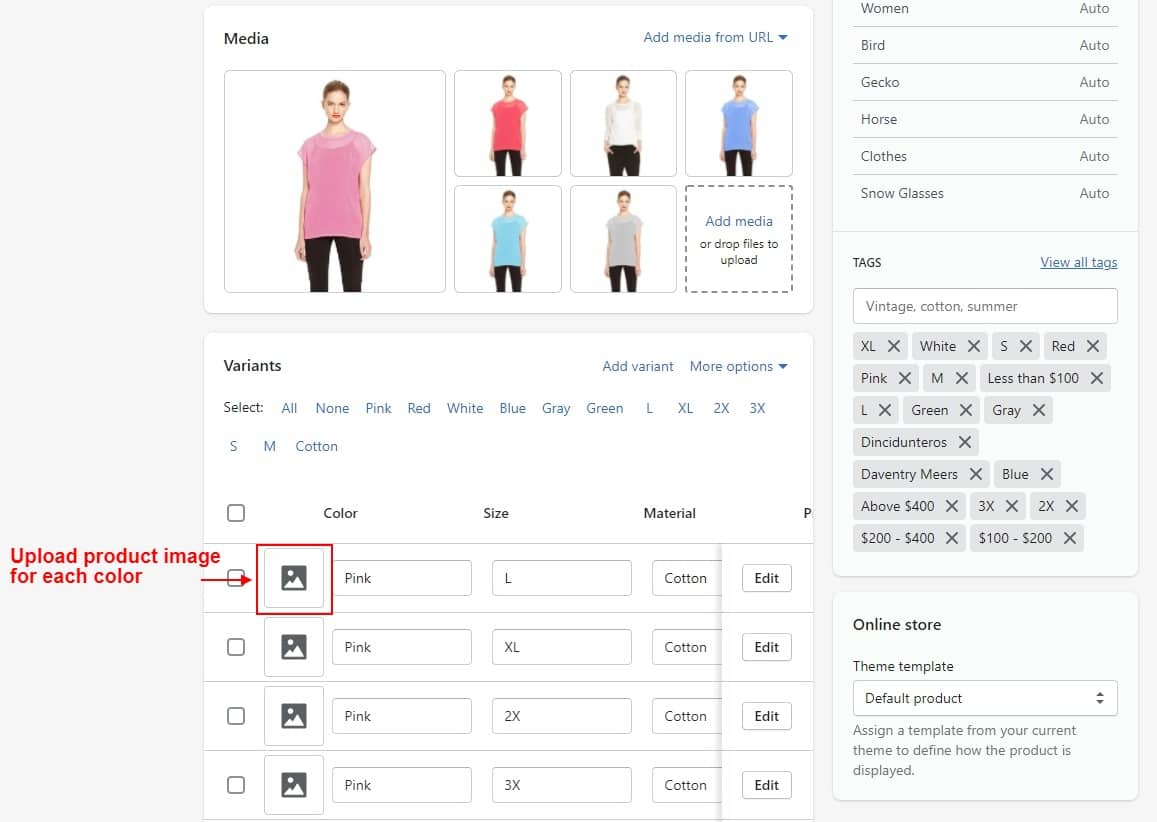 Media
Add media from URL
Add media
or drop files to
upload
Variants
Add variant
More options
Select: All None Pink Red White Blue Gray Green L XL 2X 3X
S M Cotton
Color Size Material P
Upload product image
for each color
Pink L Cotton Edit
Pink XL Cotton Edit
Pink 2X Cotton Edit
Pink 3X Cotton Edit
Women Auto
Bird Auto
Gecko Auto
Horse Auto
Clothes Auto
Snow Glasses Auto
TAGS View all tags
Vintage, cotton, summer
XL White S Red
Pink M Less than $100
L Green Gray
Dincidunteros
Daventry Meers Blue
Above $400 3X 2X
$200 - $400 $100 - $200
Online store
Theme template
Default product
Assign a template from your current
theme to define how the product is
displayed.